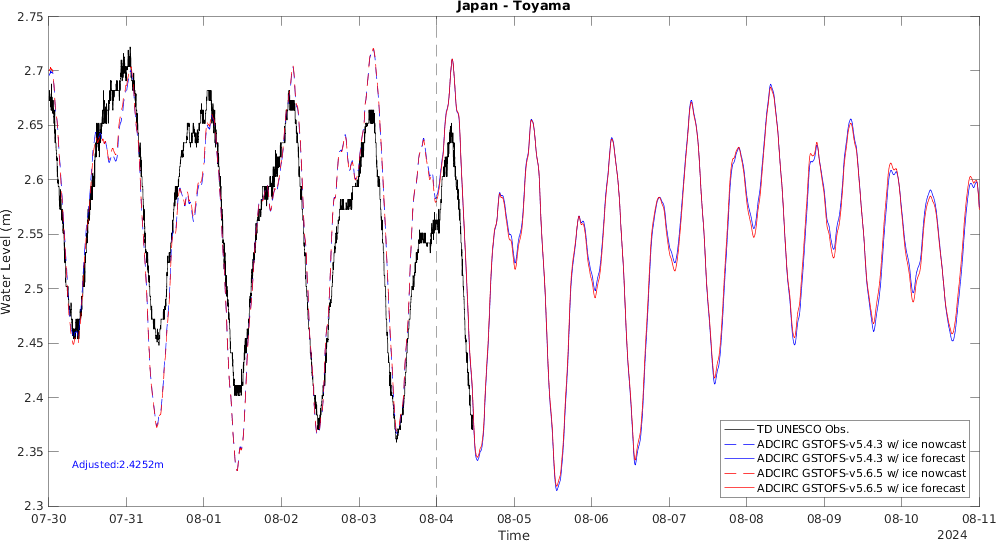 Japan - Toyama
2.75
2.7
2.65
2.6
2.55
2.5
2.45
2.4
2.35
2.3
Water Level (m)
Adjusted:2.4252m
TD UNESCO Obs.
ADCIRC GSTOFS-v5.4.3 w/ ice nowcast
ADCIRC GSTOFS-v5.4.3 w/ ice forecast
ADCIRC GSTOFS-v5.6.5 w/ ice nowcast
ADCIRC GSTOFS-v5.6.5 w/ ice forecast
07-30 07-31 08-01 08-02 08-03 08-04 08-05 08-06 08-07 08-08 08-09 08-10 08-11
Time
2024